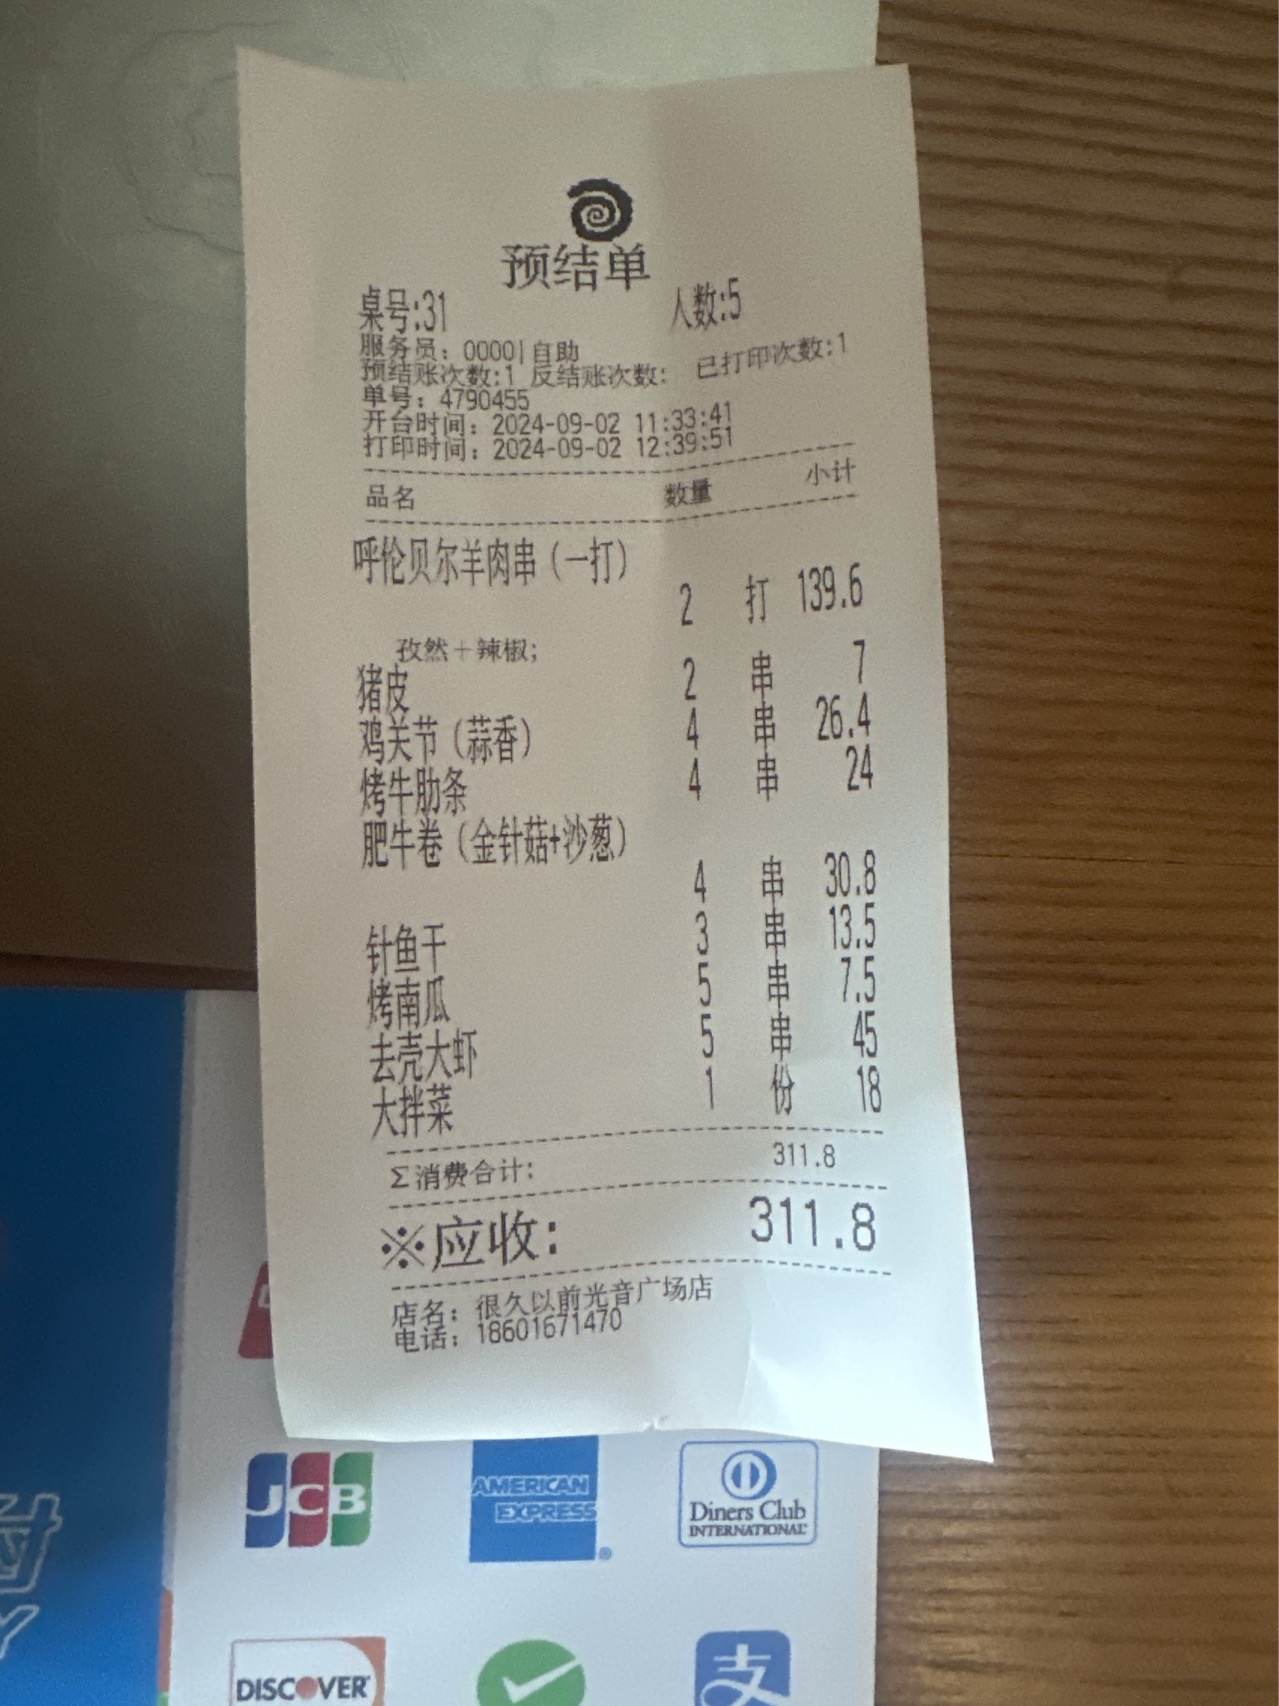 预结单
桌号:31 人数:5
服务员: 0000|自助
预结账次数:1 反结账次数: 已打印次数:1
单号: 4790455
开台时间: 2024-09-02 11:33:41
打印时间: 2024-09-02 12:39:51
品名 数量 小计
呼伦贝尔羊肉串(一打)
2 打 139.6
孜然+辣椒;
猪皮 2 串 7
鸡关节(蒜香) 4 串 26.4
烤牛肋条 4 串 24
肥牛卷(金针菇+沙葱)
4 串 30.8
针鱼干 3 串 13.5
烤南瓜 5 串 7.5
去壳大虾 5 串 45
大拌菜 1 份 18
Σ消费合计: 311.8
※应收: 311.8
店名: 很久以前光音广场店
电话: 18601671470
JCB
AMERICAN EXPRESS
Diners Club
INTERNATIONAL
DISCOVER
支